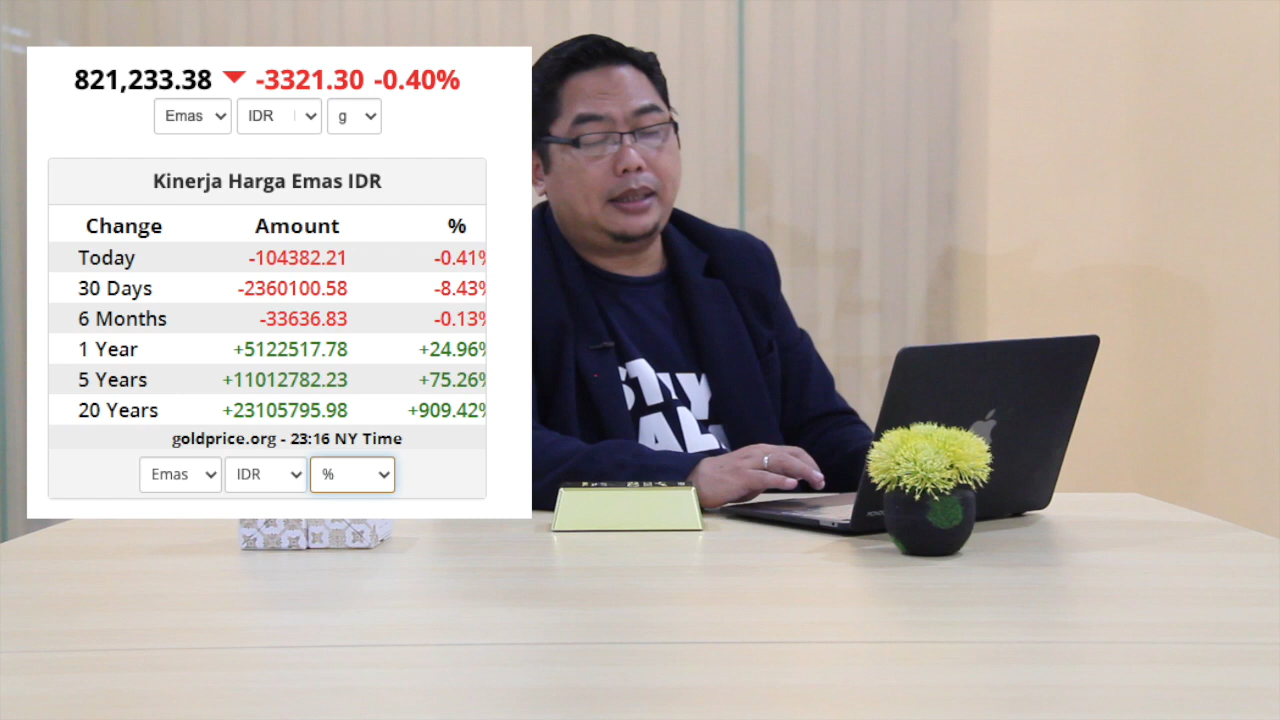 821,233.38 ▼ -3321.30 -0.40%
Emas IDR g
Kinerja Harga Emas IDR
Change Amount %
Today -104382.21 -0.41%
30 Days -2360100.58 -8.43%
6 Months -33636.83 -0.13%
1 Year +5122517.78 +24.96%
5 Years +11012782.23 +75.26%
20 Years +23105795.98 +909.42%
goldprice.org - 23:16 NY Time
Emas IDR %